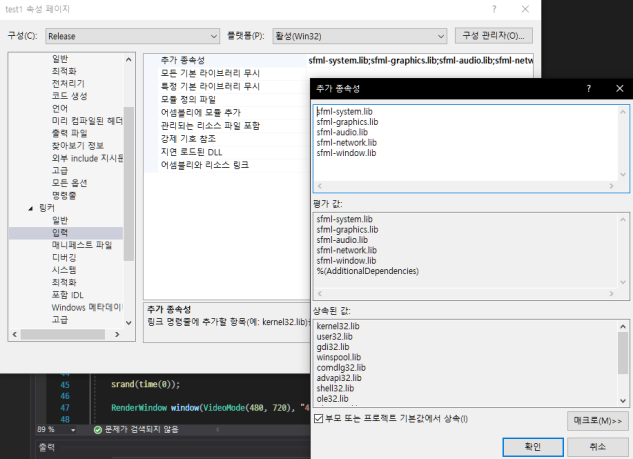 test1 속성 페이지
?
구성(C): Release 플랫폼(P): 활성(Win32) 구성 관리자(O)...
일반
최적화
전처리기
코드 생성
언어
미리 컴파일된 헤더
출력 파일
찾아보기 정보
외부 include 지시문
고급
모든 옵션
명령줄
링커
일반
입력
매니페스트 파일
디버깅
시스템
최적화
포함 IDL
Windows 메타데이
고급
추가 종속성 sfml-system.lib;sfml-graphics.lib;sfml-audio.lib;sfml-netw
모든 기본 라이브러리 무시
특정 기본 라이브러리 무시
모듈 정의 파일
어셈블리에 모듈 추가
관리되는 리소스 파일 포함
강제 기호 참조
지연 로드된 DLL
어셈블리와 리소스 링크
추가 종속성
링크 명령줄에 추가할 항목(예: kernel32.lib)
추가 종속성
?
sfml-system.lib
sfml-graphics.lib
sfml-audio.lib
sfml-network.lib
sfml-window.lib
평가 값:
sfml-system.lib
sfml-graphics.lib
sfml-audio.lib
sfml-network.lib
sfml-window.lib
%(AdditionalDependencies)
상속된 값:
kernel32.lib
user32.lib
gdi32.lib
winspool.lib
comdlg32.lib
advapi32.lib
shell32.lib
ole32.lib
부모 또는 프로젝트 기본값에서 상속(I)
매크로(M)>>
확인 취소
45 srand(time(0));
46
47 RenderWindow window(VideoMode(480, 720), "4
48
89 % 문제가 검색되지 않음
출력